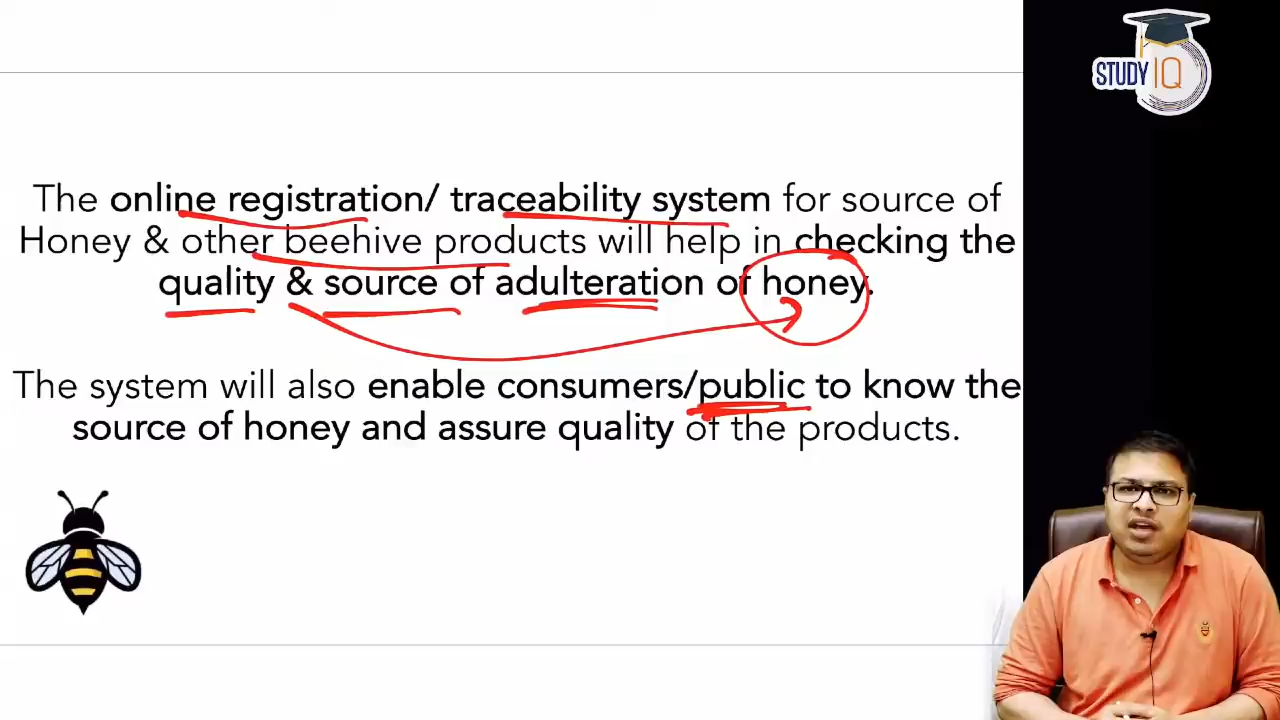 STUDY IQ
The online registration/ traceability system for source of
Honey & other beehive products will help in checking the
quality & source of adulteration of honey.
The system will also enable consumers/public to know the
source of honey and assure quality of the products.